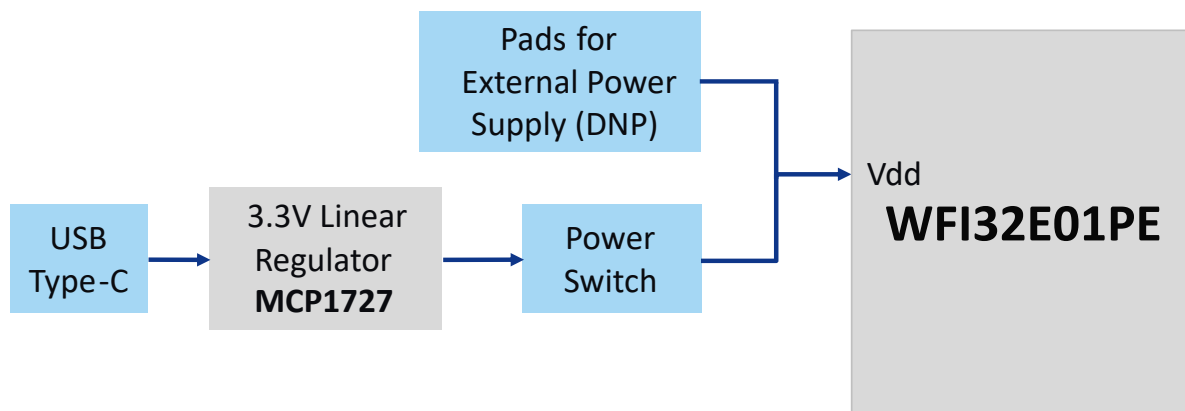 Pads for
External Power
Supply (DNP)
USB
Type-C
3.3V Linear
Regulator
MCP1727
Power
Switch
Vdd
WFI32E01PE